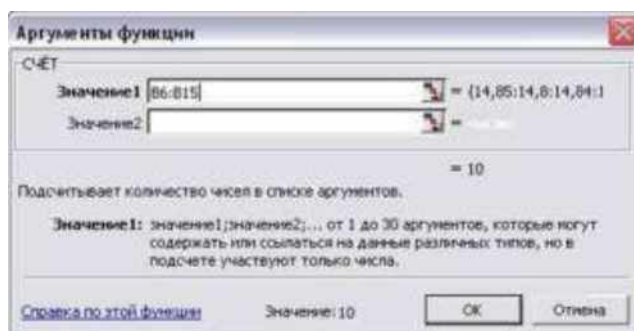 Аргументы функции
СЧЁТ
Значение1 B6:B15 = {14,85:14,8:14,84:1
Значение2 =
= 10
Подсчитывает количество чисел в списке аргументов.
Значение1: значение1;значение2;... от 1 до 30 аргументов, которые могут
содержать или ссылаться на данные различных типов, но в
подсчете участвуют только числа.
Справка по этой функции Значение:10 OK Отмена